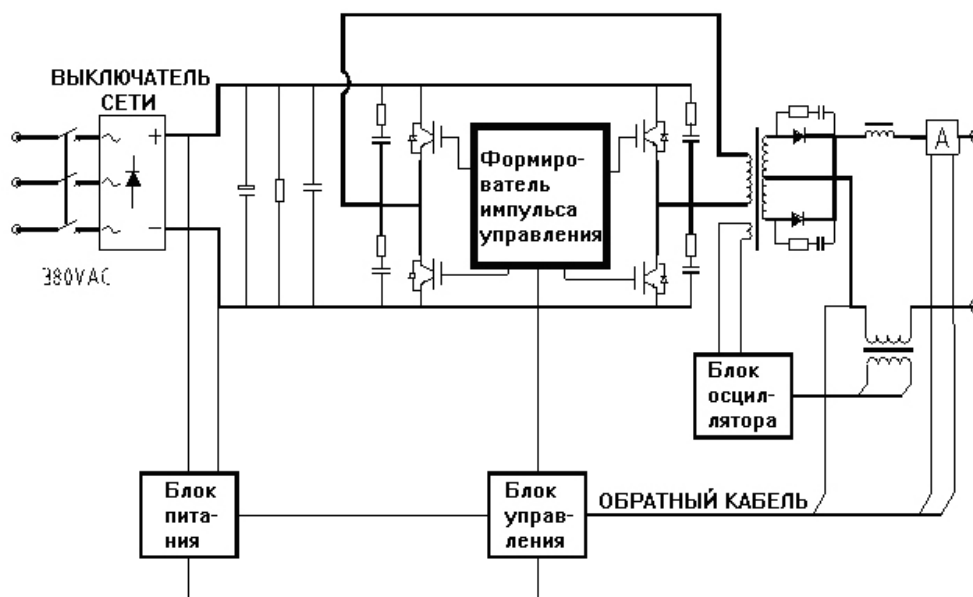 ВЫКЛЮЧАТЕЛЬ
СЕТИ
+
−
380VAC
Формиро-
ватель
импульса
управления
А
Блок
осцил-
лятора
Блок
пита-
ния
Блок
управ-
ления
ОБРАТНЫЙ КАБЕЛЬ